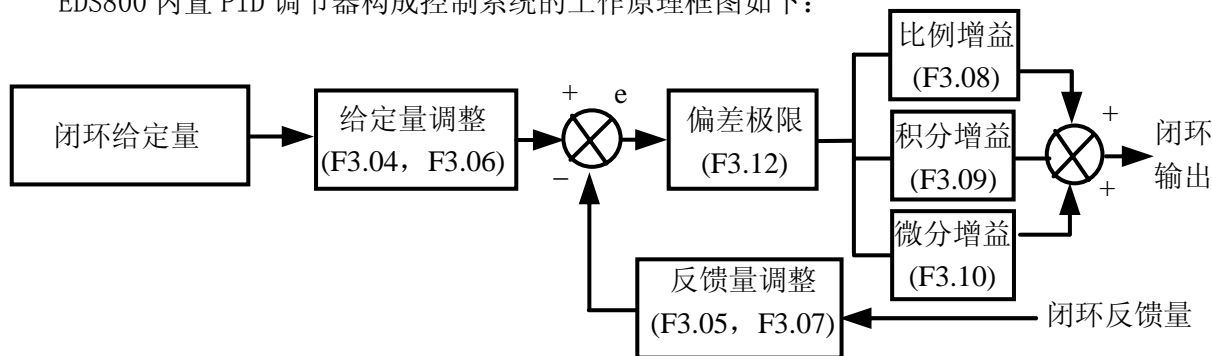 EDS800 内置 PID 调节器构成控制系统的工作原理框图如下：
闭环给定量
给定量调整
(F3.04，F3.06)
+
e
−
偏差极限
(F3.12)
比例增益
(F3.08)
积分增益
(F3.09)
微分增益
(F3.10)
+
+
闭环
输出
反馈量调整
(F3.05，F3.07)
闭环反馈量